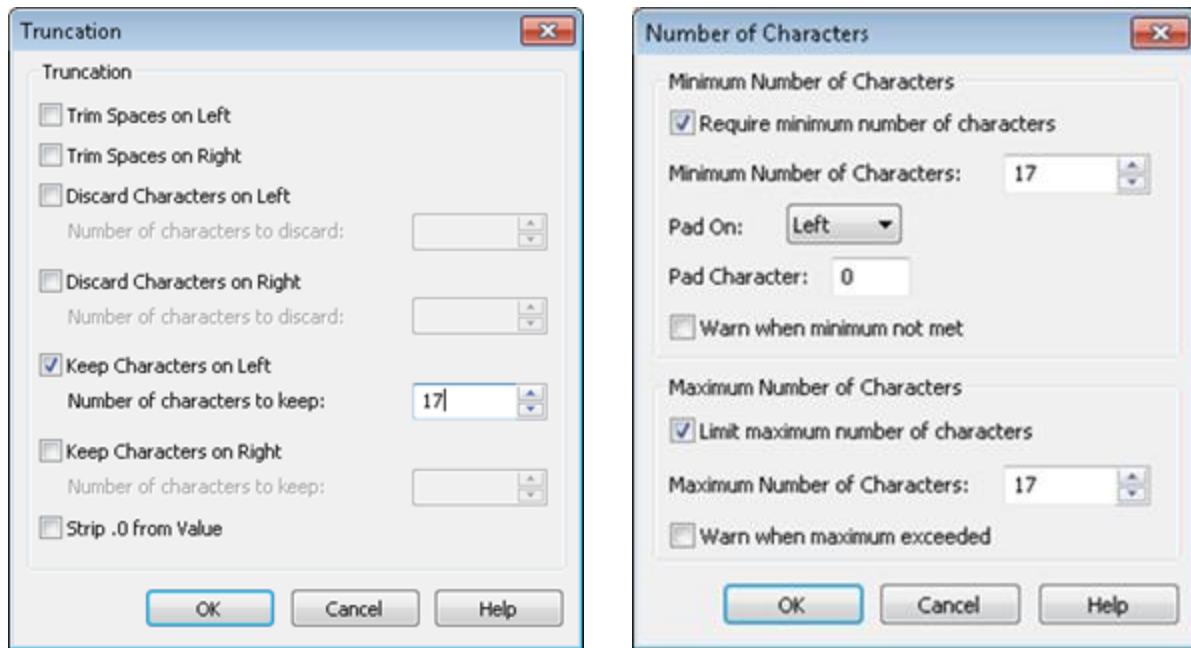 Truncation
Truncation
Trim Spaces on Left
Trim Spaces on Right
Discard Characters on Left
Number of characters to discard:
Discard Characters on Right
Number of characters to discard:
Keep Characters on Left
Number of characters to keep: 17
Keep Characters on Right
Number of characters to keep:
Strip .0 from Value
OK Cancel Help
Number of Characters
Minimum Number of Characters
Require minimum number of characters
Minimum Number of Characters: 17
Pad On: Left
Pad Character: 0
Warn when minimum not met
Maximum Number of Characters
Limit maximum number of characters
Maximum Number of Characters: 17
Warn when maximum exceeded
OK Cancel Help